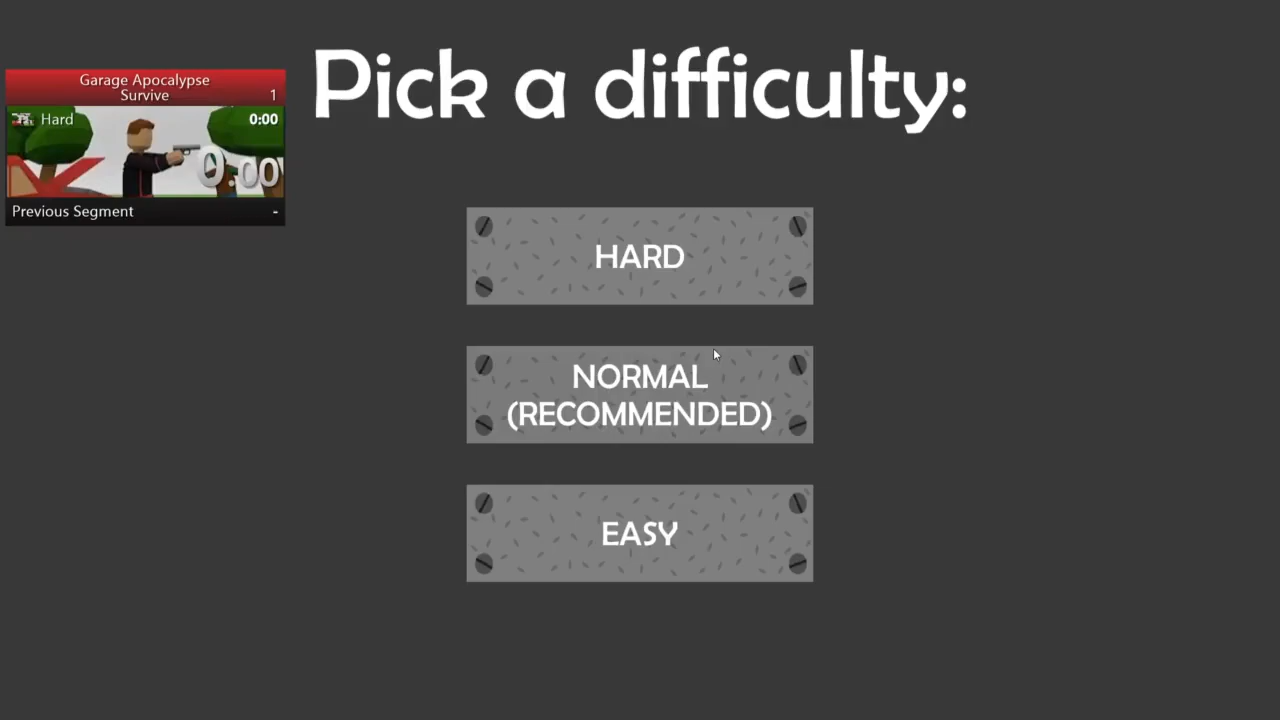 Pick a difficulty:
Garage Apocalypse
Survive 1
Hard 0:00
0.00
Previous Segment -
HARD
NORMAL
(RECOMMENDED)
EASY